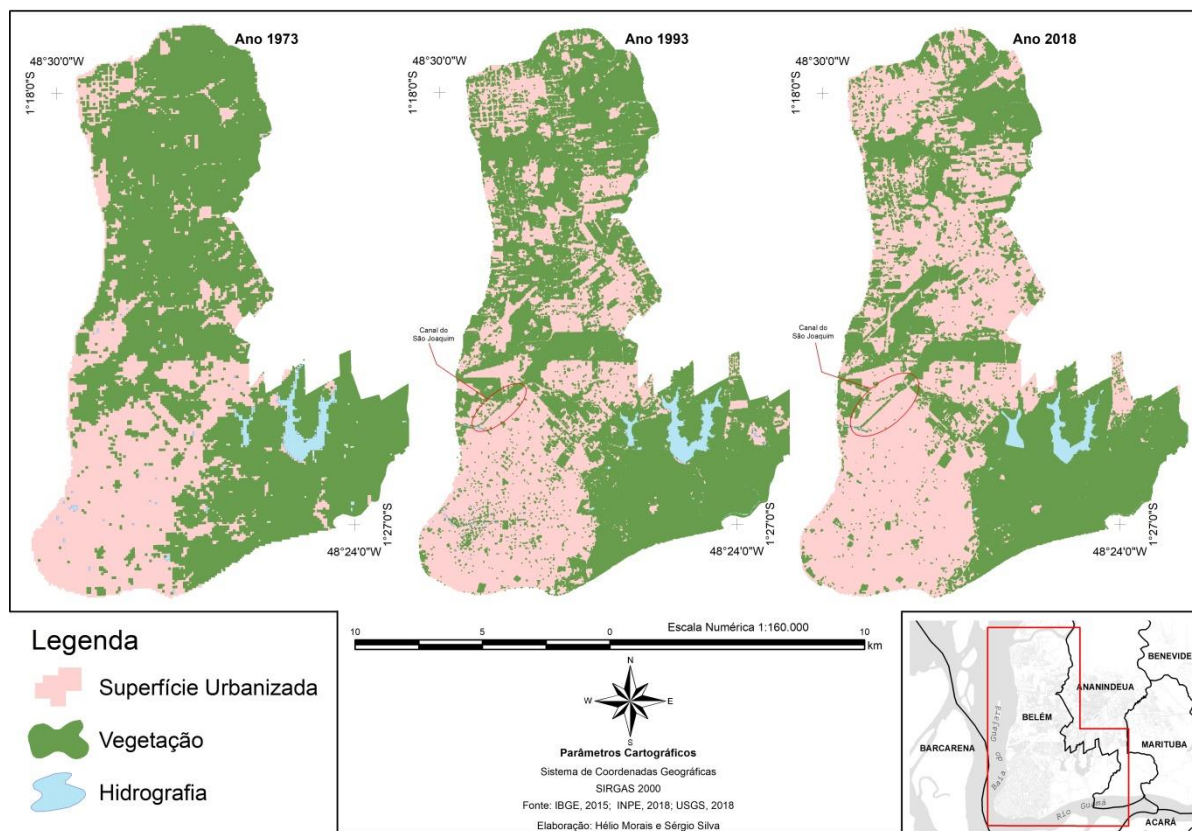 Ano 1973
48°30'0"W
1°18'0"S
1°27'0"S
48°24'0"W
Ano 1993
48°30'0"W
1°18'0"S
Canal do
São Joaquim
1°27'0"S
48°24'0"W
Ano 2018
48°30'0"W
1°18'0"S
Canal do
São Joaquim
1°27'0"S
48°24'0"W
Legenda
Superfície Urbanizada
Vegetação
Hidrografia
Escala Numérica 1:160.000
10 5 0 10
km
N
W E
S
Parâmetros Cartográficos
Sistema de Coordenadas Geográficas
SIRGAS 2000
Fonte: IBGE, 2015; INPE, 2018; USGS, 2018
Elaboração: Hélio Morais e Sérgio Silva
BENEVIDE
ANANINDEUA
BELÉM
MARITUBA
BARCARENA
Baía do Guajará
Rio Guamá
ACARÁ